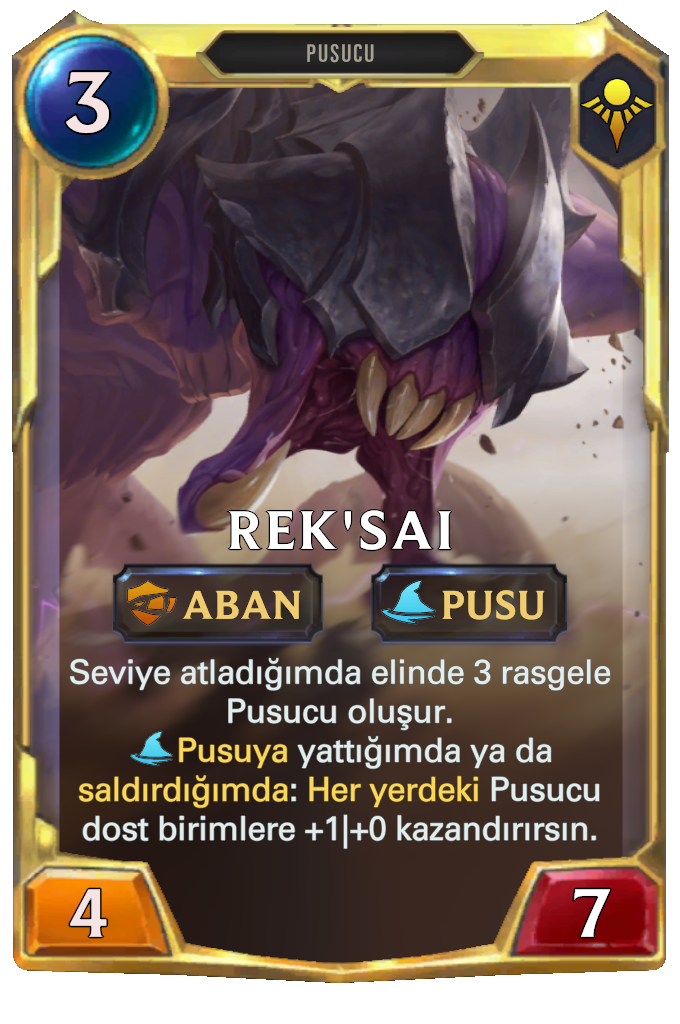 PUSUCU
3
REK'SAI
ABAN
PUSU
Seviye atladığımda elinde 3 rasgele
Pusucu oluşur.
Pusuya yattığımda ya da
saldırdığımda: Her yerdeki Pusucu
dost birimlere +1|+0 kazandırırsın.
4
7